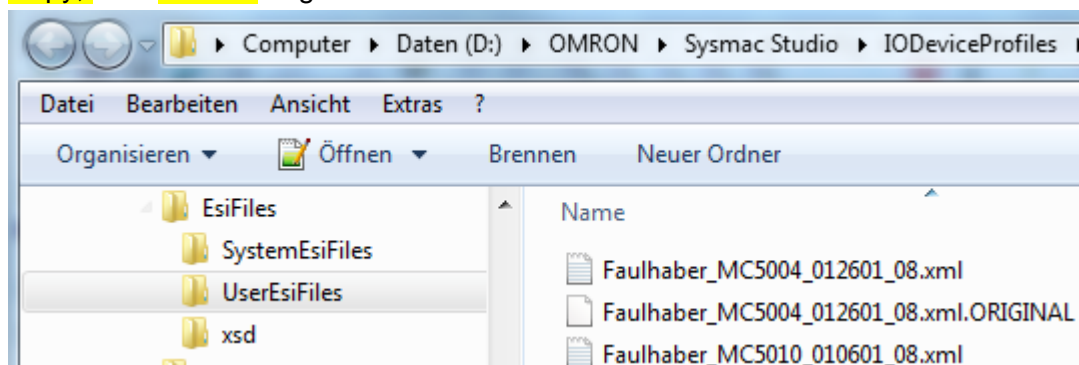 Computer Daten (D:) OMRON Sysmac Studio IODeviceProfiles
Datei Bearbeiten Ansicht Extras ?
Organisieren Öffnen Brennen Neuer Ordner
EsiFiles
SystemEsiFiles
UserEsiFiles
xsd
Name
Faulhaber_MC5004_012601_08.xml
Faulhaber_MC5004_012601_08.xml.ORIGINAL
Faulhaber_MC5010_010601_08.xml